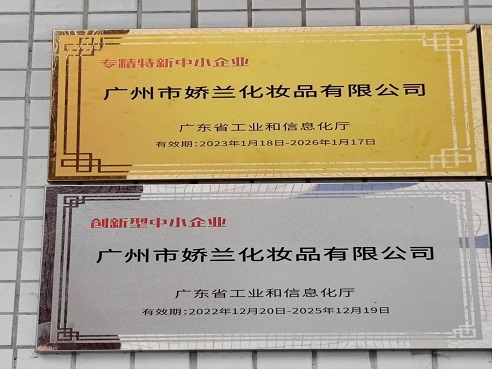 专精特新中小企业
广州市娇兰化妆品有限公司
广东省工业和信息化厅
有效期:2023年1月18日-2026年1月17日
创新型中小企业
广州市娇兰化妆品有限公司
广东省工业和信息化厅
有效期:2022年12月20日-2025年12月19日